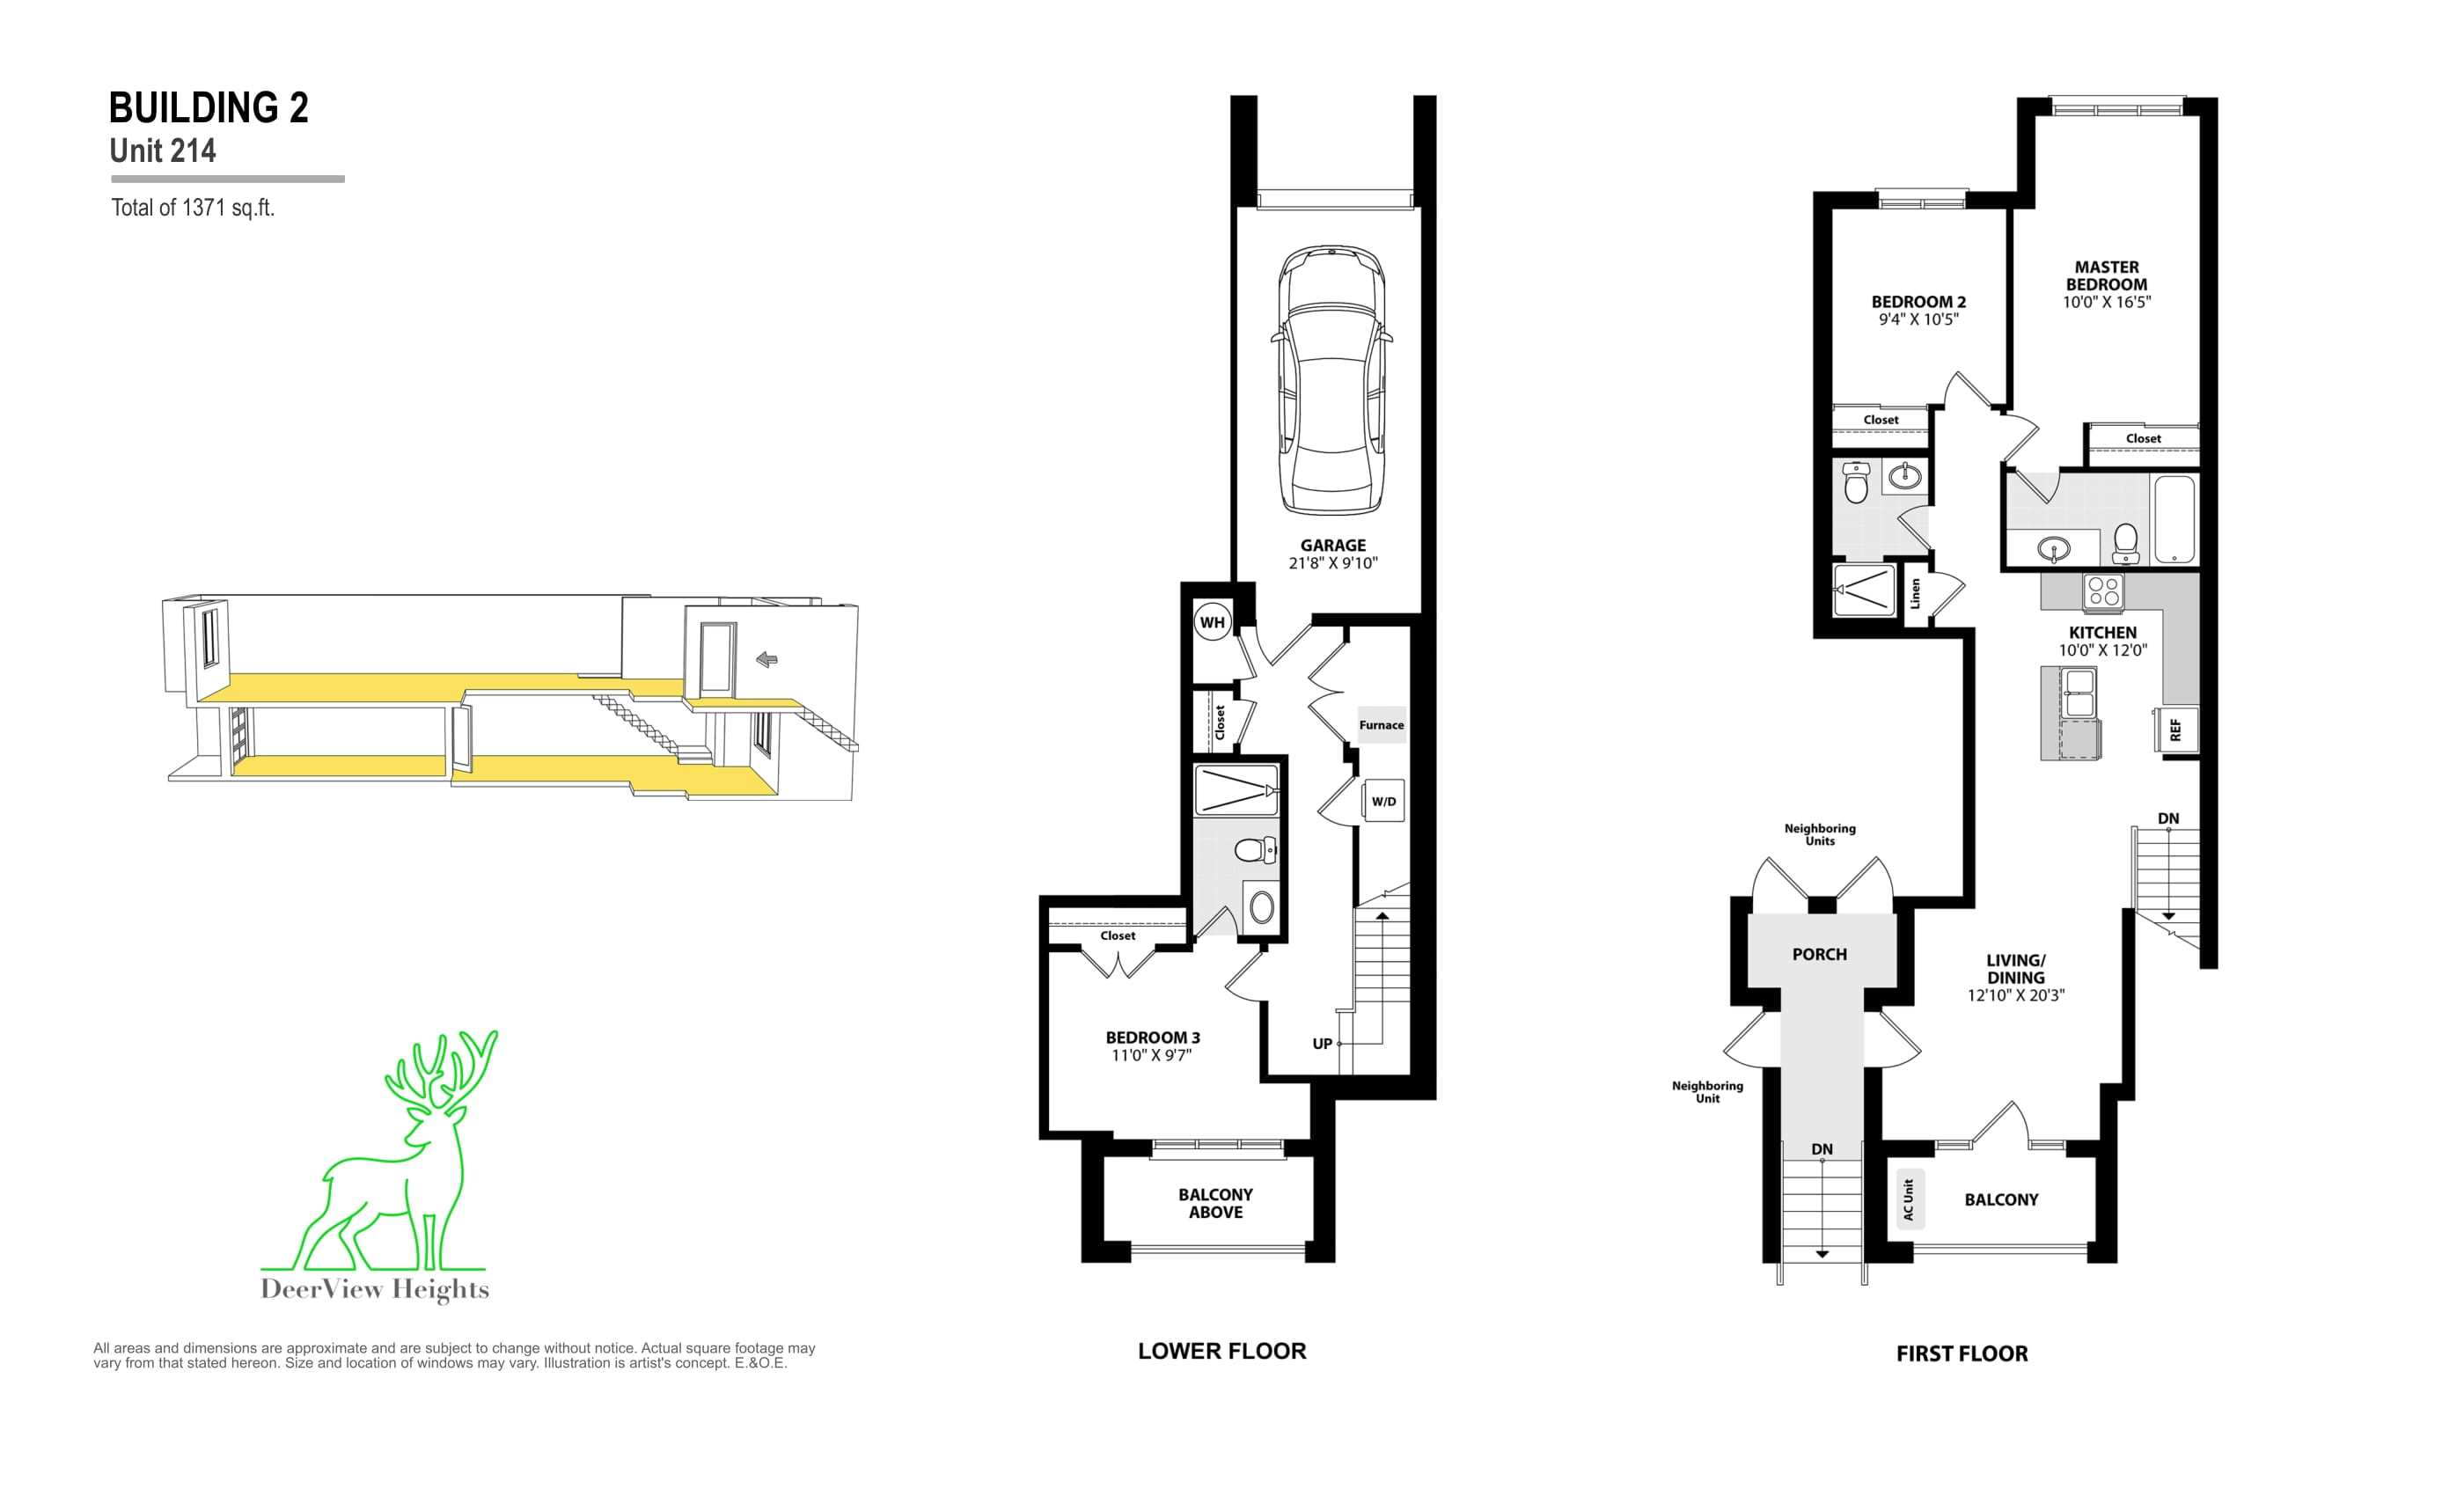 BUILDING 2
Unit 214
Total of 1371 sq.ft.
DeerView Heights
All areas and dimensions are approximate and are subject to change without notice. Actual square footage may
vary from that stated hereon. Size and location of windows may vary. Illustration is artist's concept. E.&O.E.
GARAGE
21'8" X 9'10"
WH
Closet
Furnace
W/D
Closet
BEDROOM 3
11'0" X 9'7"
UP
BALCONY
ABOVE
LOWER FLOOR
MASTER
BEDROOM
10'0" X 16'5"
BEDROOM 2
9'4" X 10'5"
Closet
Closet
Linen
KITCHEN
10'0" X 12'0"
REF
DN
Neighboring
Units
PORCH
LIVING/
DINING
12'10" X 20'3"
Neighboring
Unit
DN
AC Unit
BALCONY
FIRST FLOOR